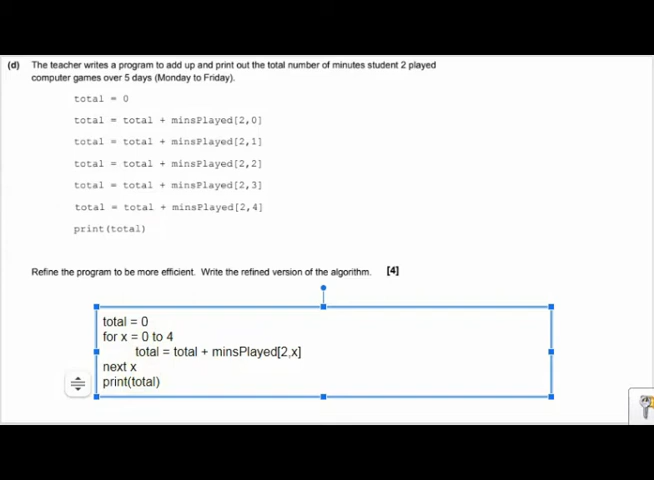 (d) The teacher writes a program to add up and print out the total number of minutes student 2 played
computer games over 5 days (Monday to Friday).
total = 0
total = total + minsPlayed[2,0]
total = total + minsPlayed[2,1]
total = total + minsPlayed[2,2]
total = total + minsPlayed[2,3]
total = total + minsPlayed[2,4]
print(total)
Refine the program to be more efficient. Write the refined version of the algorithm. [4]
total = 0
for x = 0 to 4
total = total + minsPlayed[2,x]
next x
print(total)